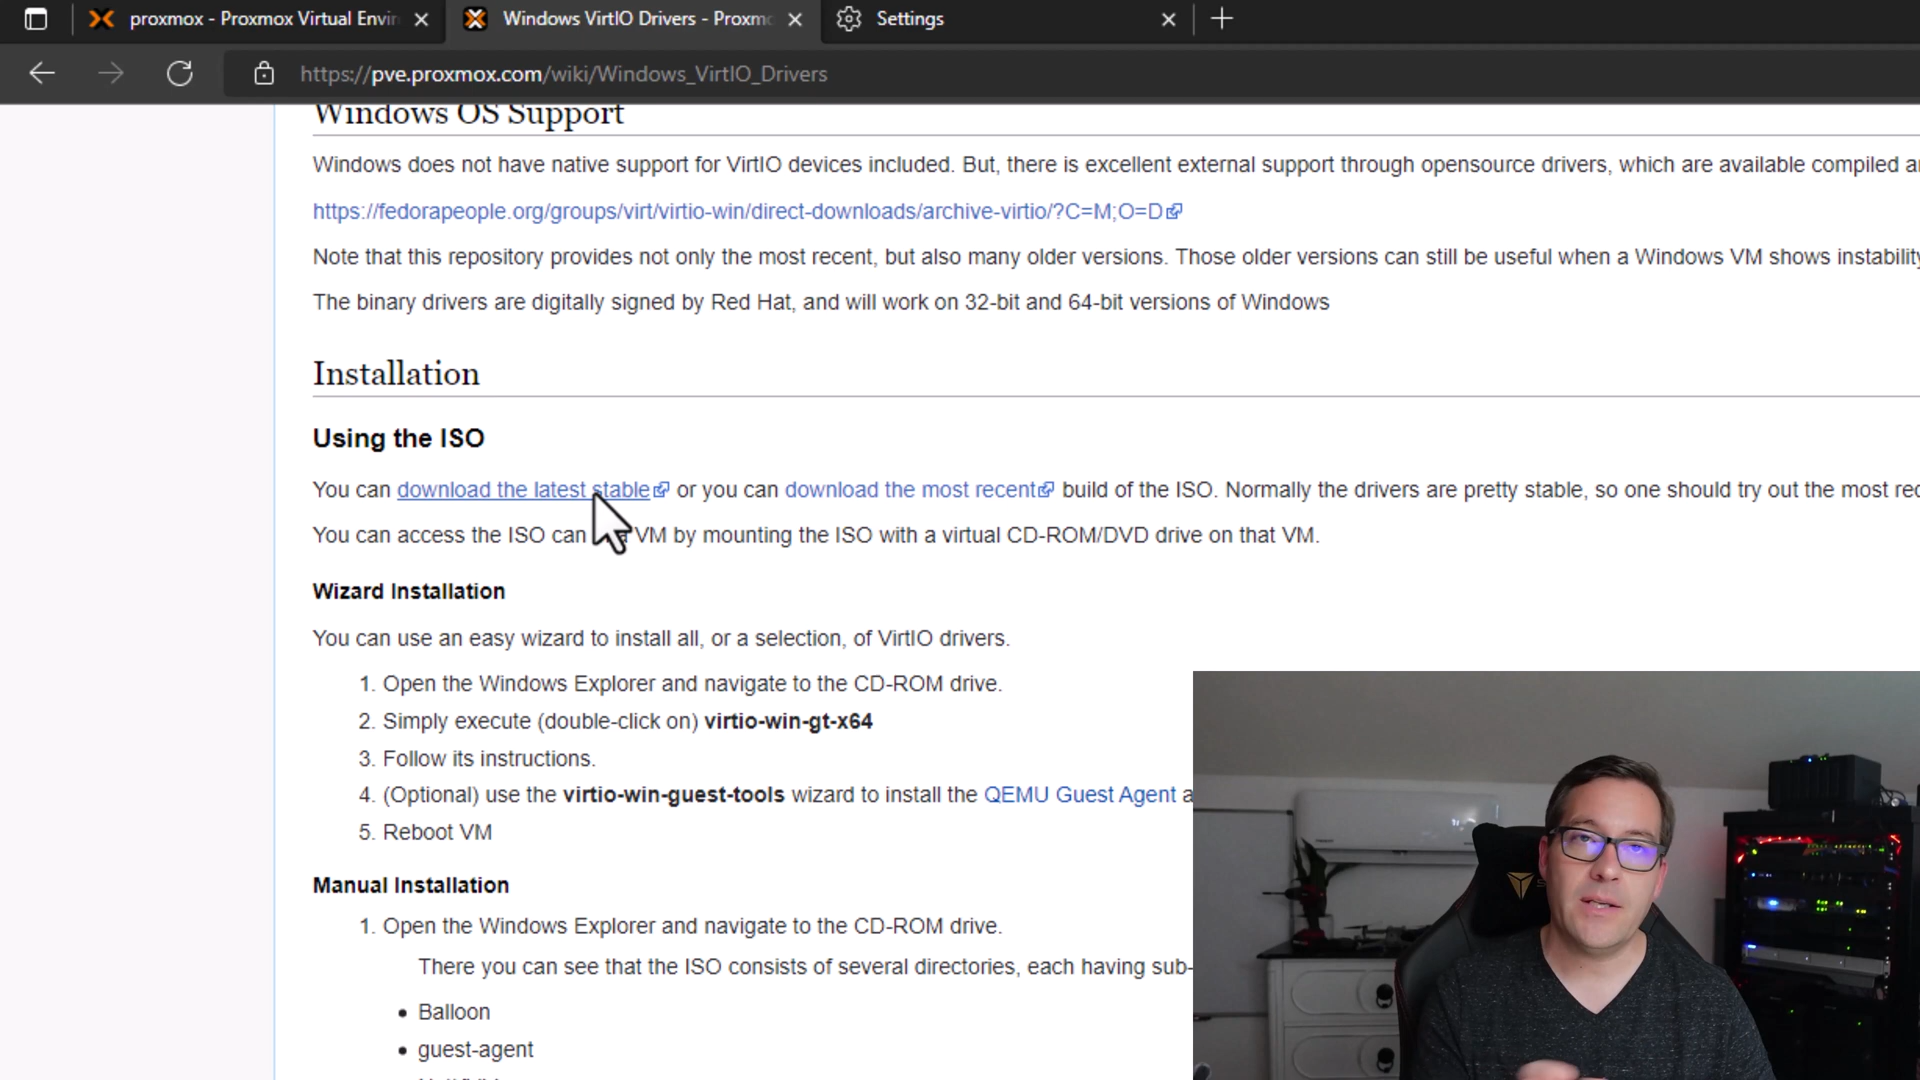 proxmox - Proxmox Virtual Envir
Windows VirtIO Drivers - Proxmo
Settings
https://pve.proxmox.com/wiki/Windows_VirtIO_Drivers
Windows OS Support
Windows does not have native support for VirtIO devices included. But, there is excellent external support through opensource drivers, which are available compiled
https://fedorapeople.org/groups/virt/virtio-win/direct-downloads/archive-virtio/?C=M;O=D
Note that this repository provides not only the most recent, but also many older versions. Those older versions can still be useful when a Windows VM shows instability
The binary drivers are digitally signed by Red Hat, and will work on 32-bit and 64-bit versions of Windows
Installation
Using the ISO
You can download the latest stable or you can download the most recent build of the ISO. Normally the drivers are pretty stable, so one should try out the most rec
You can access the ISO can VM by mounting the ISO with a virtual CD-ROM/DVD drive on that VM.
Wizard Installation
You can use an easy wizard to install all, or a selection, of VirtIO drivers.
1. Open the Windows Explorer and navigate to the CD-ROM drive.
2. Simply execute (double-click on) virtio-win-gt-x64
3. Follow its instructions.
4. (Optional) use the virtio-win-guest-tools wizard to install the QEMU Guest Agent a
5. Reboot VM
Manual Installation
1. Open the Windows Explorer and navigate to the CD-ROM drive.
There you can see that the ISO consists of several directories, each having sub-
• Balloon
• guest-agent